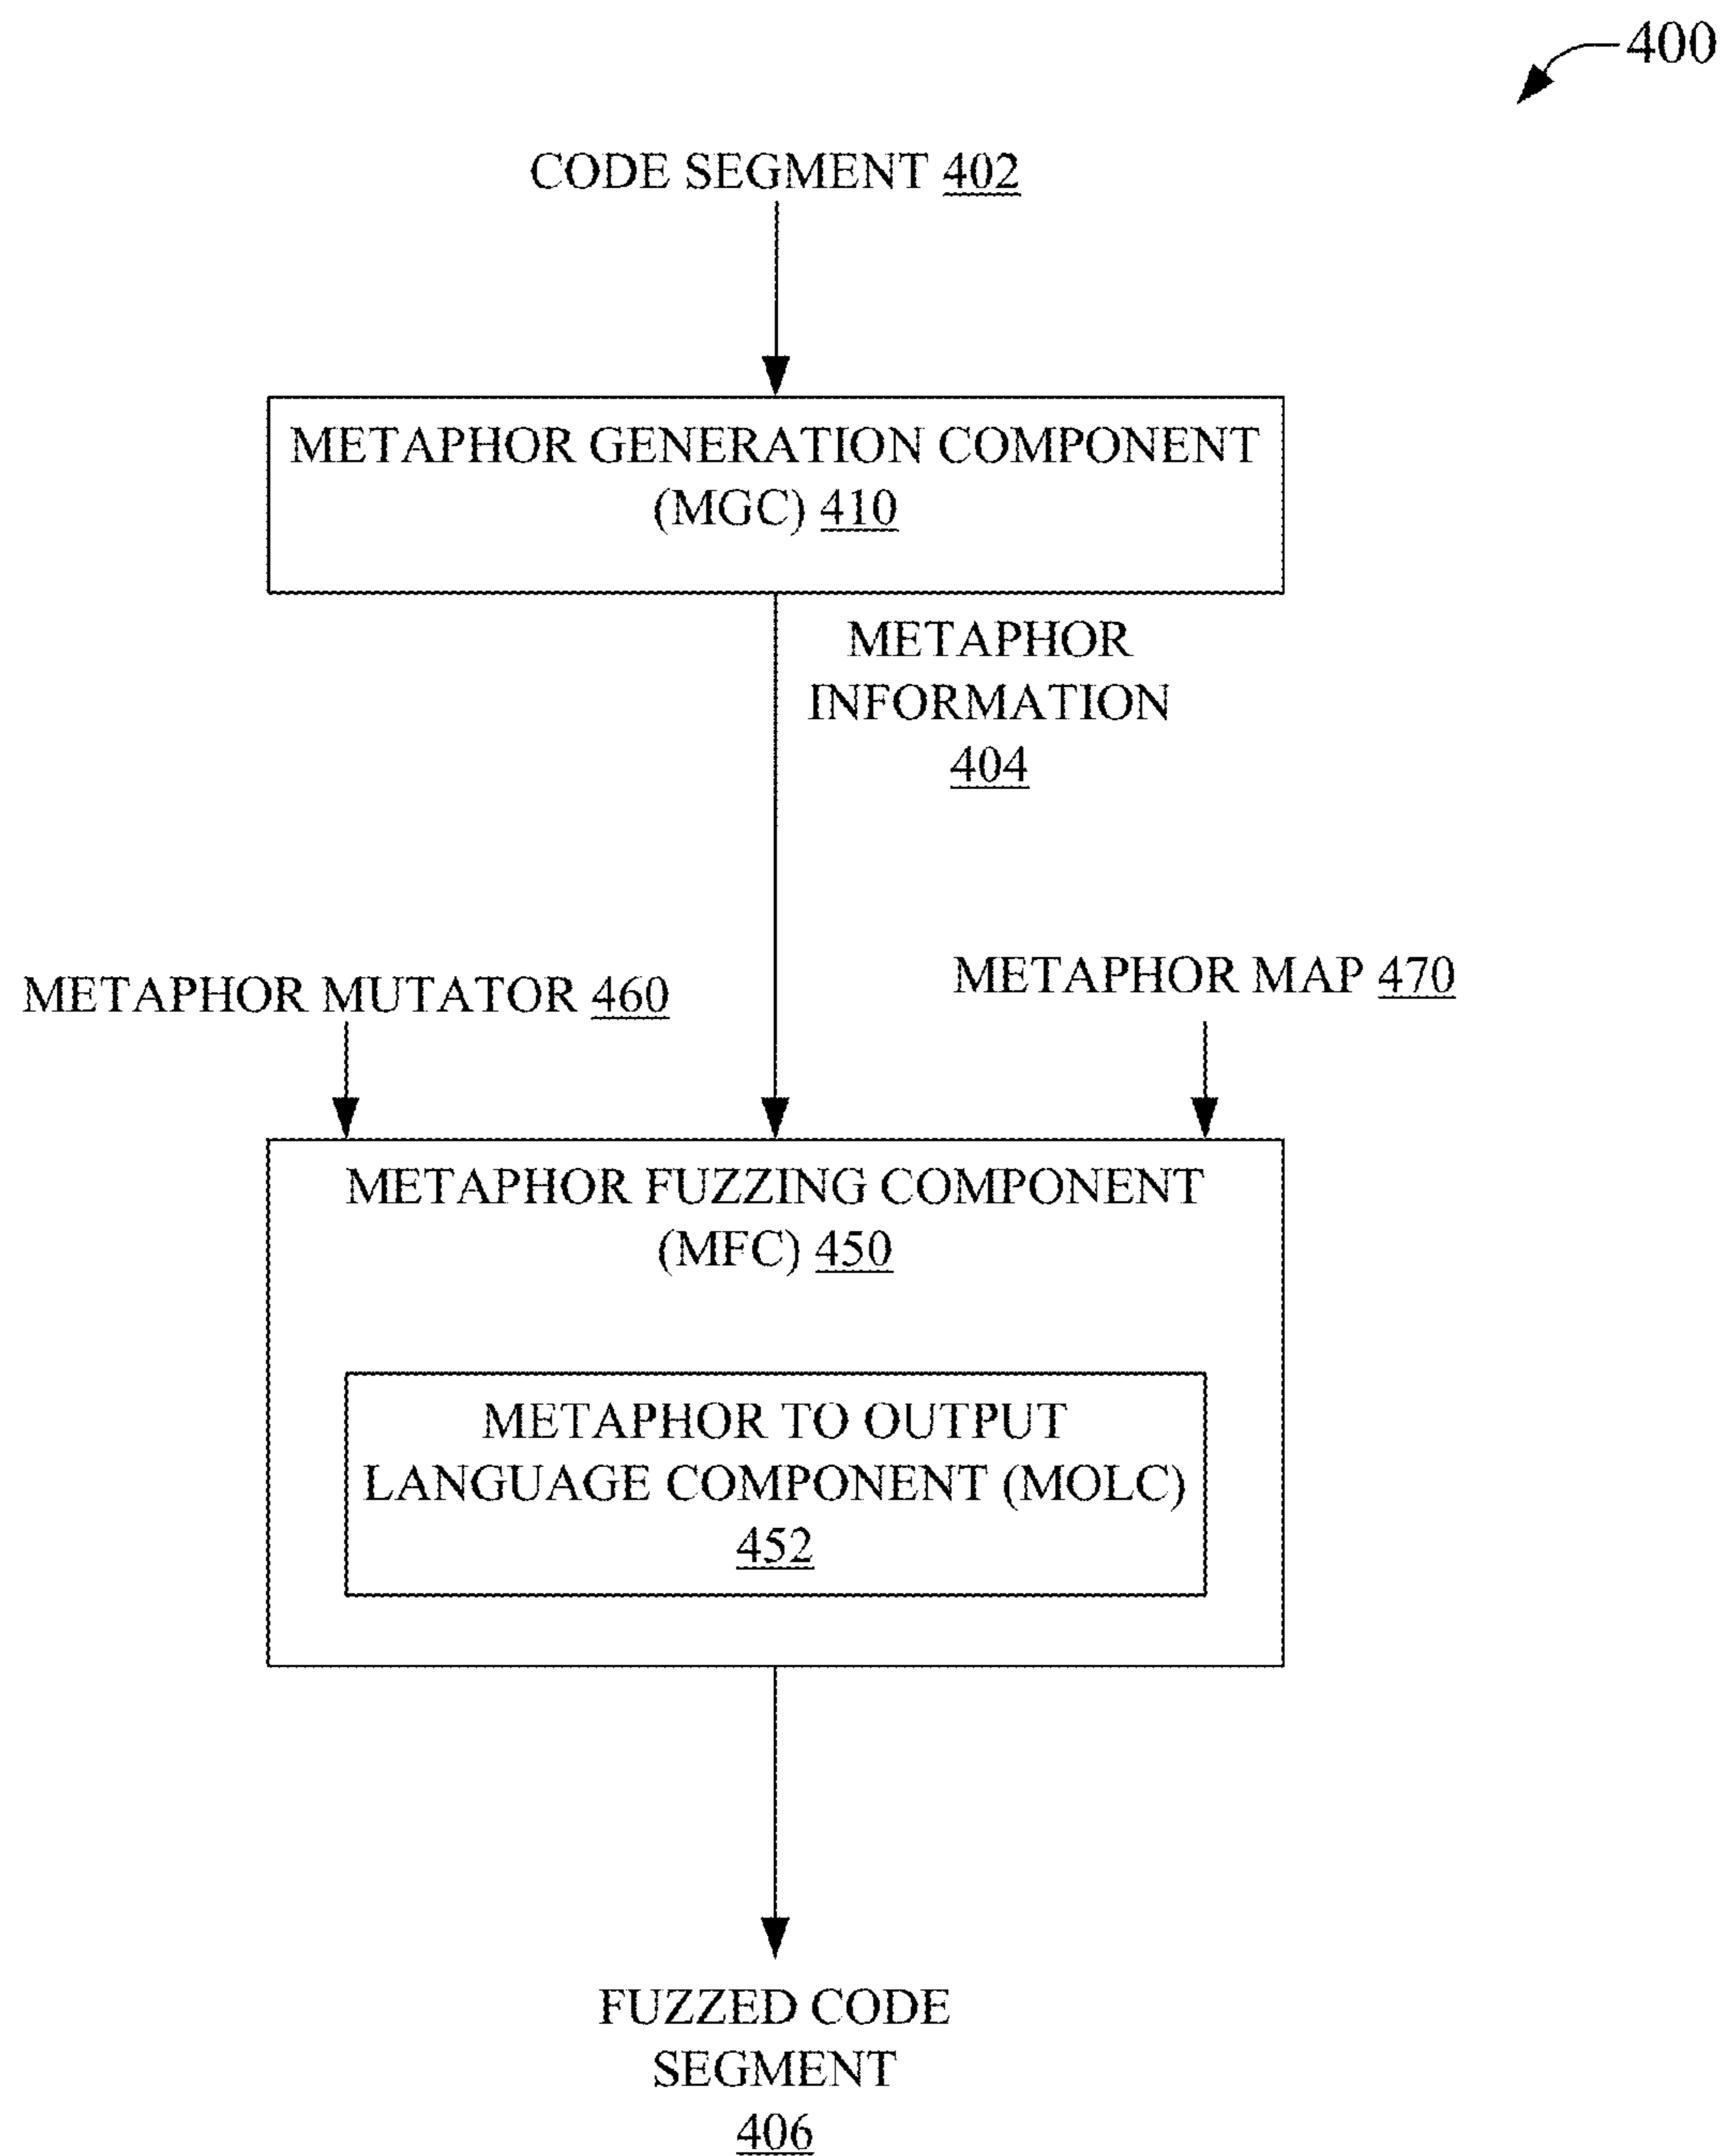 400
CODE SEGMENT 402
METAPHOR GENERATION COMPONENT
(MGC) 410
METAPHOR
INFORMATION
404
METAPHOR MUTATOR 460
METAPHOR MAP 470
METAPHOR FUZZING COMPONENT
(MFC) 450
METAPHOR TO OUTPUT
LANGUAGE COMPONENT (MOLC)
452
FUZZED CODE
SEGMENT
406